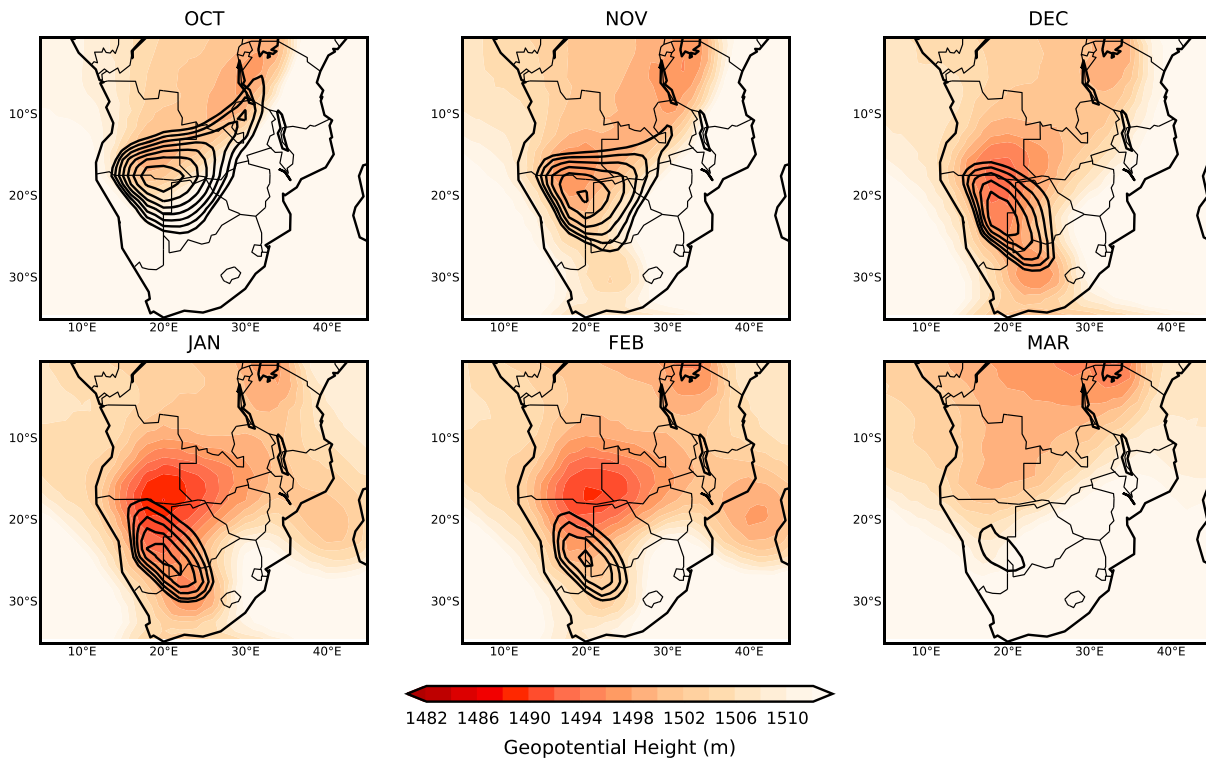 OCT NOV DEC
10°S 10°S 10°S
20°S 20°S 20°S
30°S 30°S 30°S
10°E 20°E 30°E 40°E 10°E 20°E 30°E 40°E 10°E 20°E 30°E 40°E
JAN FEB MAR
10°S 10°S 10°S
20°S 20°S 20°S
30°S 30°S 30°S
10°E 20°E 30°E 40°E 10°E 20°E 30°E 40°E 10°E 20°E 30°E 40°E
1482 1486 1490 1494 1498 1502 1506 1510
Geopotential Height (m)